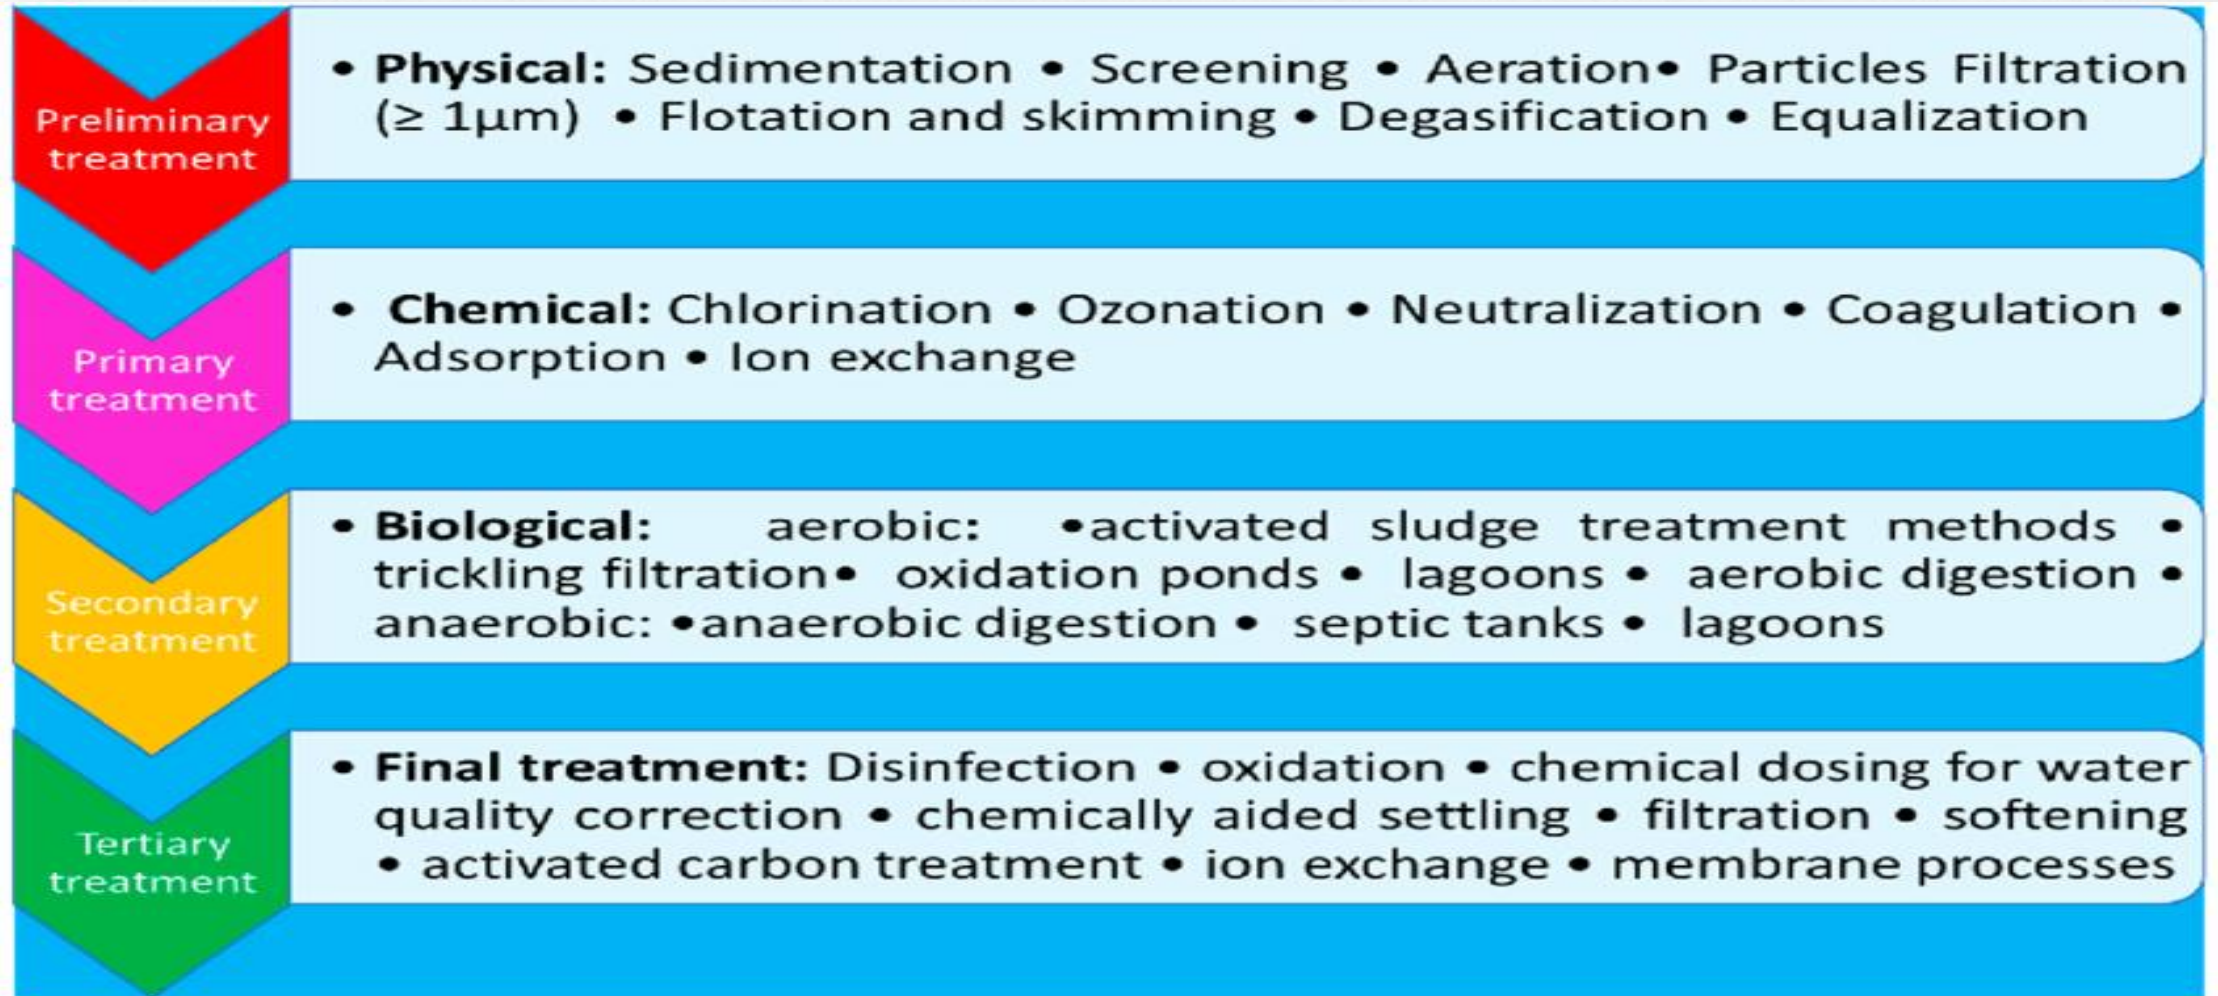 Preliminary
treatment
• Physical: Sedimentation • Screening • Aeration• Particles Filtration
(≥ 1µm) • Flotation and skimming • Degasification • Equalization
Primary
treatment
• Chemical: Chlorination • Ozonation • Neutralization • Coagulation •
Adsorption • Ion exchange
Secondary
treatment
• Biological: aerobic: •activated sludge treatment methods •
trickling filtration• oxidation ponds • lagoons • aerobic digestion •
anaerobic: •anaerobic digestion • septic tanks • lagoons
Tertiary
treatment
• Final treatment: Disinfection • oxidation • chemical dosing for water
quality correction • chemically aided settling • filtration • softening
• activated carbon treatment • ion exchange • membrane processes